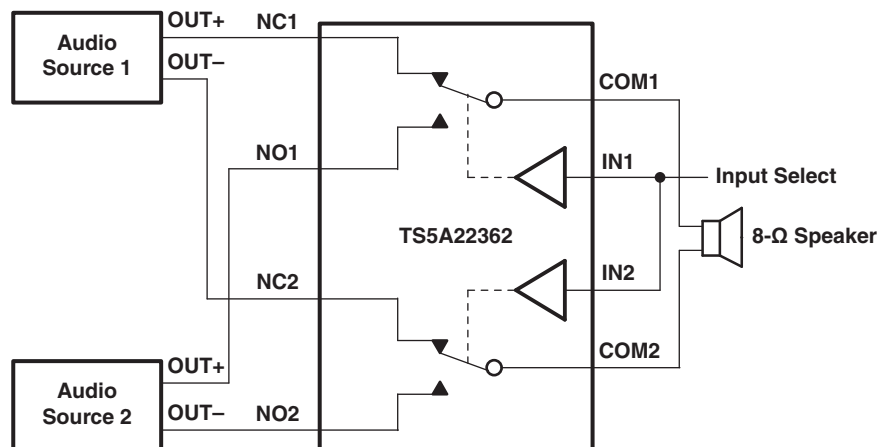 Audio
Source 1
OUT+
OUT–
NC1
NO1
COM1
IN1
Input Select
TS5A22362
8-Ω Speaker
NC2
IN2
COM2
Audio
Source 2
OUT+
OUT–
NO2